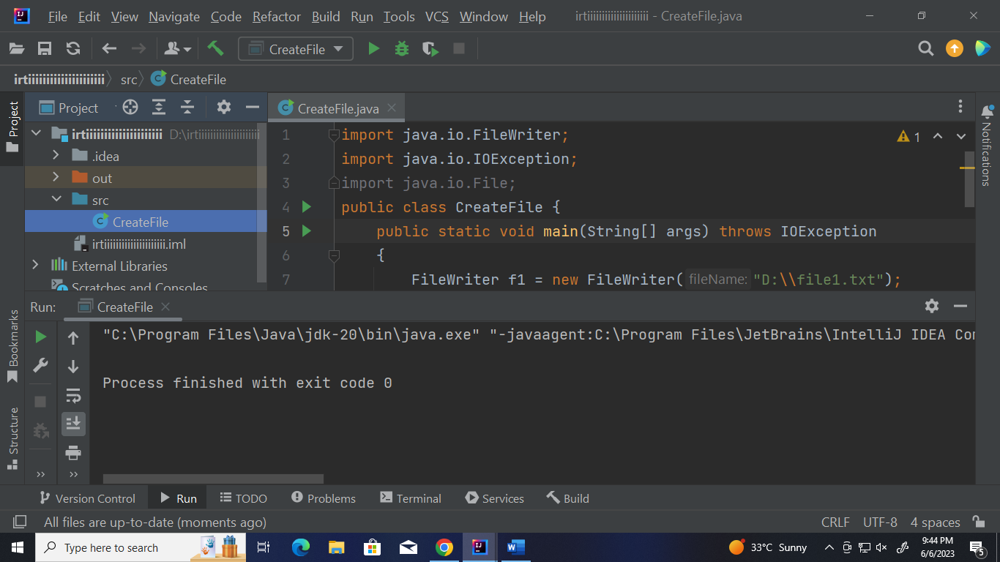 File Edit View Navigate Code Refactor Build Run Tools VCS Window Help irtiiiiiiiiiiiiiiiiiiiii - CreateFile.java
CreateFile
irtiiiiiiiiiiiiiiiiiiiii src CreateFile
Project
Project
CreateFile.java
Notifications
irtiiiiiiiiiiiiiiiiiiiii D:\irtiiiiiiiiiiiiiiiiiiiii
.idea
out
src
CreateFile
irtiiiiiiiiiiiiiiiiiiiii.iml
External Libraries
Scratches and Consoles
1 import java.io.FileWriter;
2 import java.io.IOException;
3 import java.io.File;
4 public class CreateFile {
5 public static void main(String[] args) throws IOException
6 {
7 FileWriter f1 = new FileWriter( fileName: "D:\\file1.txt");
1
Run: CreateFile
Bookmarks
Structure
"C:\Program Files\Java\jdk-20\bin\java.exe" "-javaagent:C:\Program Files\JetBrains\IntelliJ IDEA Com
Process finished with exit code 0
Version Control Run TODO Problems Terminal Services Build
All files are up-to-date (moments ago) CRLF UTF-8 4 spaces
Type here to search 33°C Sunny 9:44 PM
6/6/2023 5